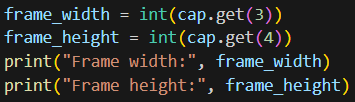 frame_width = int(cap.get(3))
frame_height = int(cap.get(4))
print("Frame width:", frame_width)
print("Frame height:", frame_height)